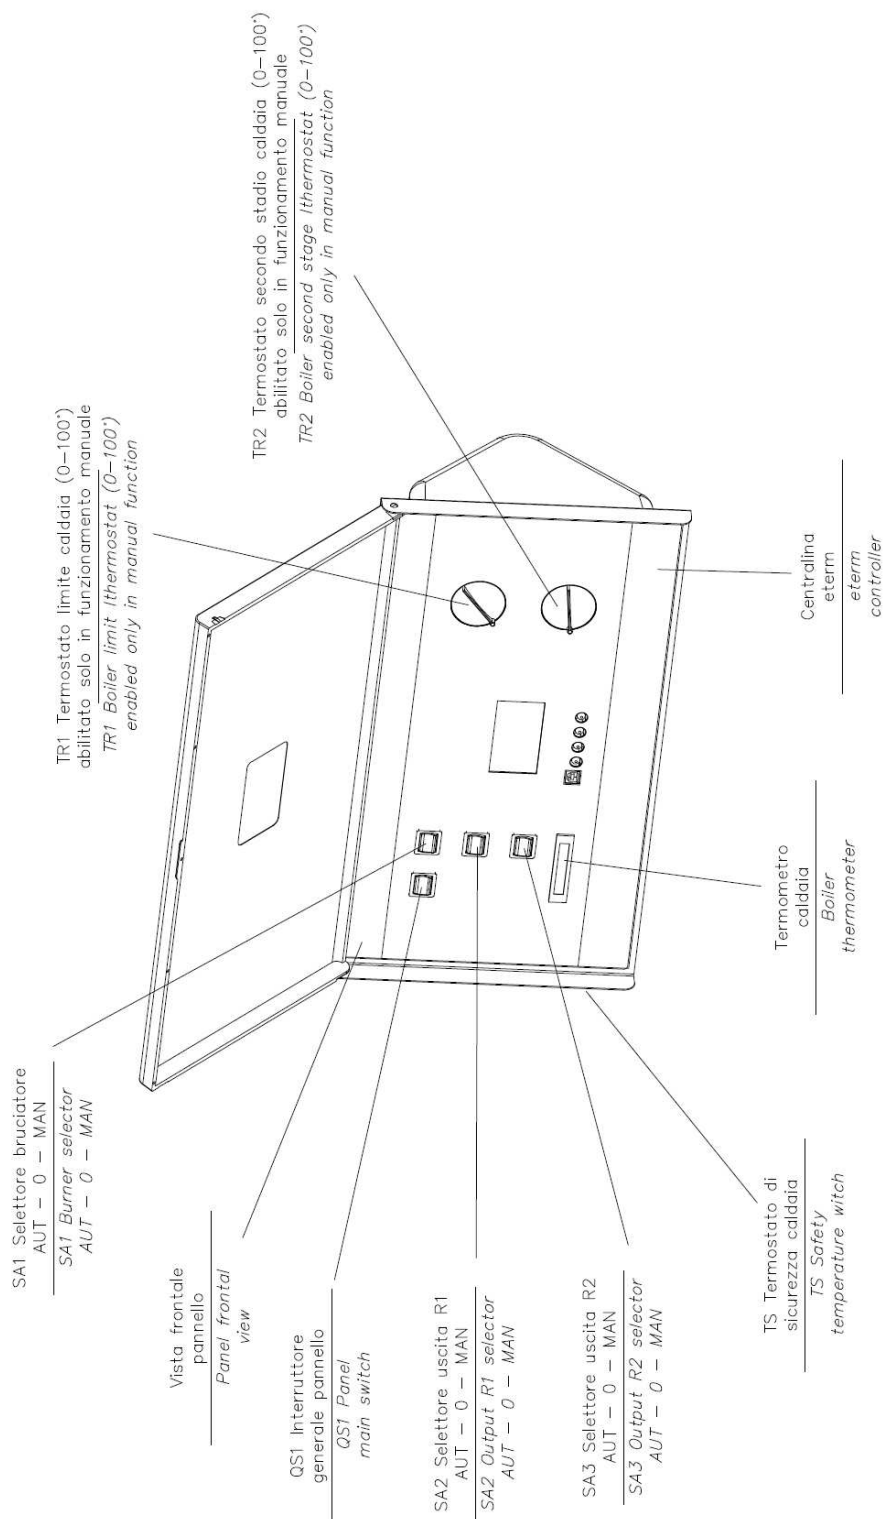 SA1 Selettore bruciatore
AUT – 0 – MAN
SA1 Burner selector
AUT – 0 – MAN
TR1 Termostato limite caldaia (0–100°)
abilitato solo in funzionamento manuale
TR1 Boiler limit lthermostat (0–100°)
enabled only in manual function
TR2 Termostato secondo stadio caldaia (0–100°)
abilitato solo in funzionamento manuale
TR2 Boiler second stage lthermostat (0–100°)
enabled only in manual function
Vista frontale
pannello
Panel frontal
view
QS1 Interruttore
generale pannello
QS1 Panel
main switch
SA2 Selettore uscita R1
AUT – 0 – MAN
SA2 Output R1 selector
AUT – 0 – MAN
SA3 Selettore uscita R2
AUT – 0 – MAN
SA3 Output R2 selector
AUT – 0 – MAN
TS Termostato di
sicurezza caldaia
TS Safety
temperature witch
Termometro
caldaia
Boiler
thermometer
Centralina
eterm
eterm
controller